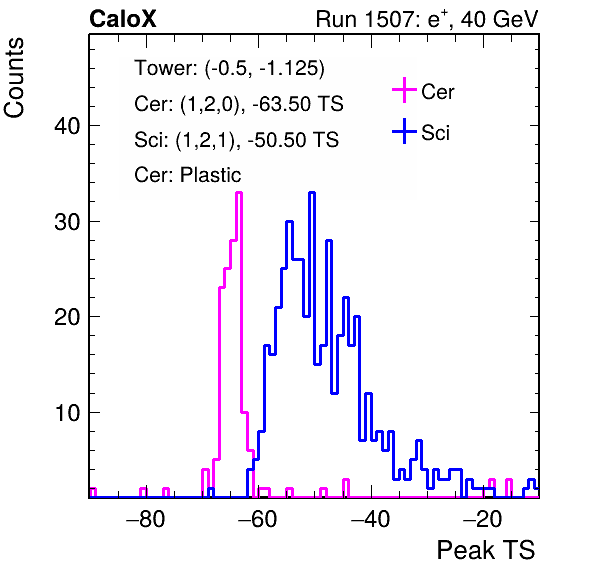 CaloX Run 1507: e⁺, 40 GeV
Counts
Tower: (-0.5, -1.125)
Cer: (1,2,0), -63.50 TS
Sci: (1,2,1), -50.50 TS
Cer: Plastic
Cer
Sci
40
30
20
10
−80 −60 −40 −20
Peak TS